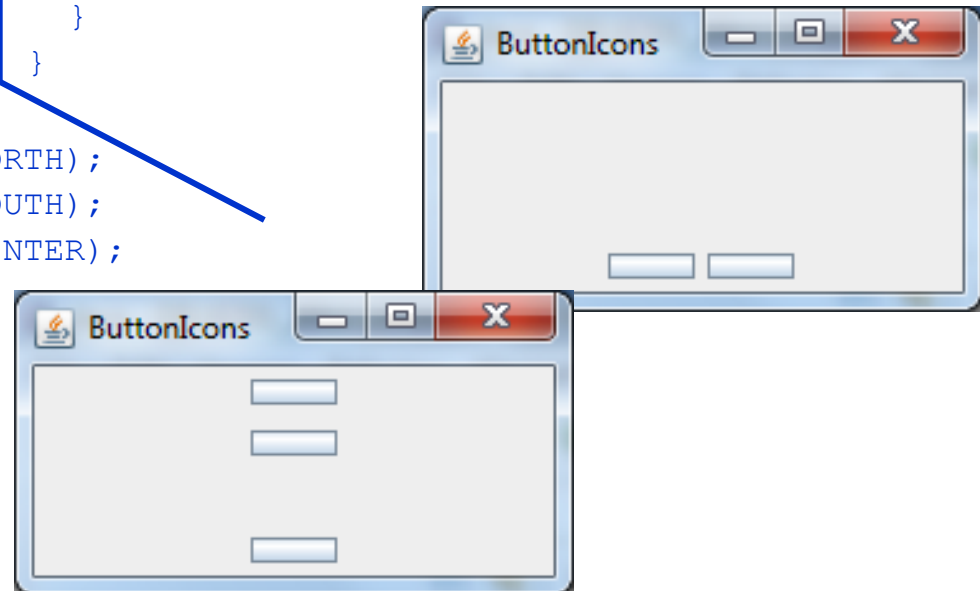 }
}
RTH);
UTH);
NTER);
ButtonIcons
ButtonIcons